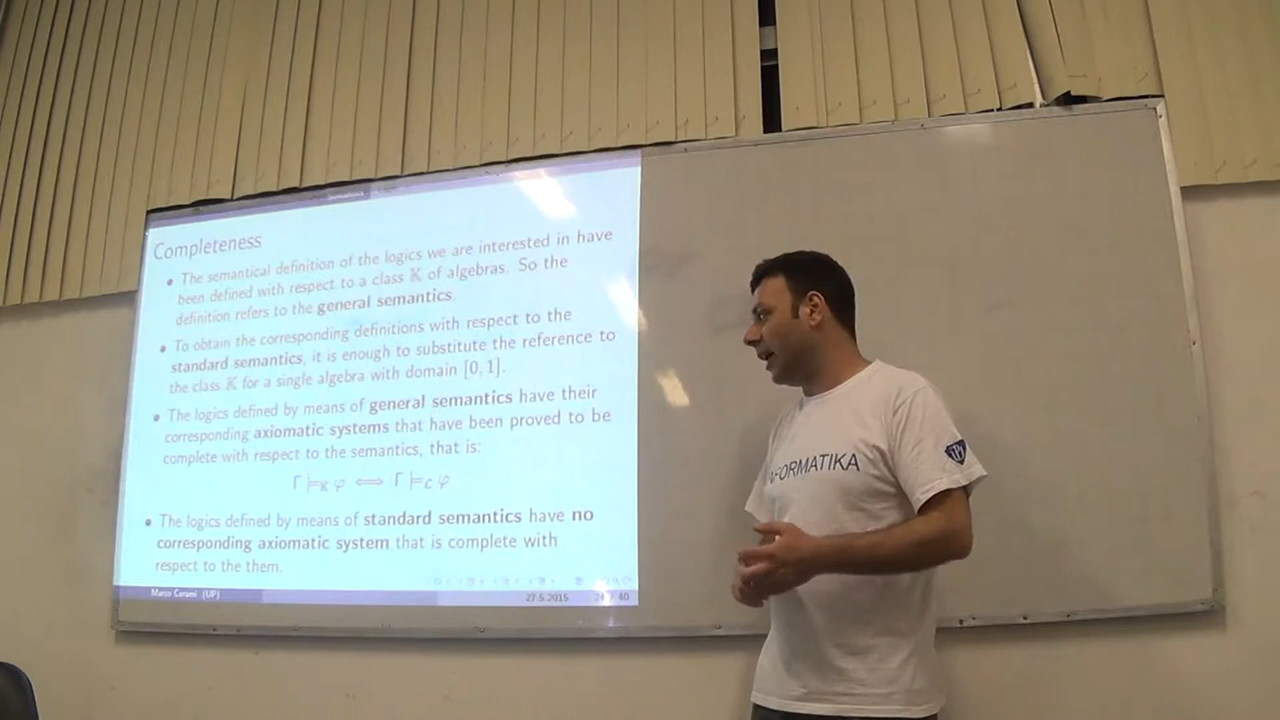 Semantics
Completeness
• The semantical definition of the logics we are interested in have
been defined with respect to a class 𝕂 of algebras. So the
definition refers to the general semantics.
• To obtain the corresponding definitions with respect to the
standard semantics, it is enough to substitute the reference to
the class 𝕂 for a single algebra with domain [0, 1].
• The logics defined by means of general semantics have their
corresponding axiomatic systems that have been proved to be
complete with respect to the semantics, that is:
Γ ⊨𝕂 φ ⟺ Γ ⊨C φ
• The logics defined by means of standard semantics have no
corresponding axiomatic system that is complete with
respect to the them.
Marco Cerami (UP)
27.5.2015
24 / 40
NFORMATIKA